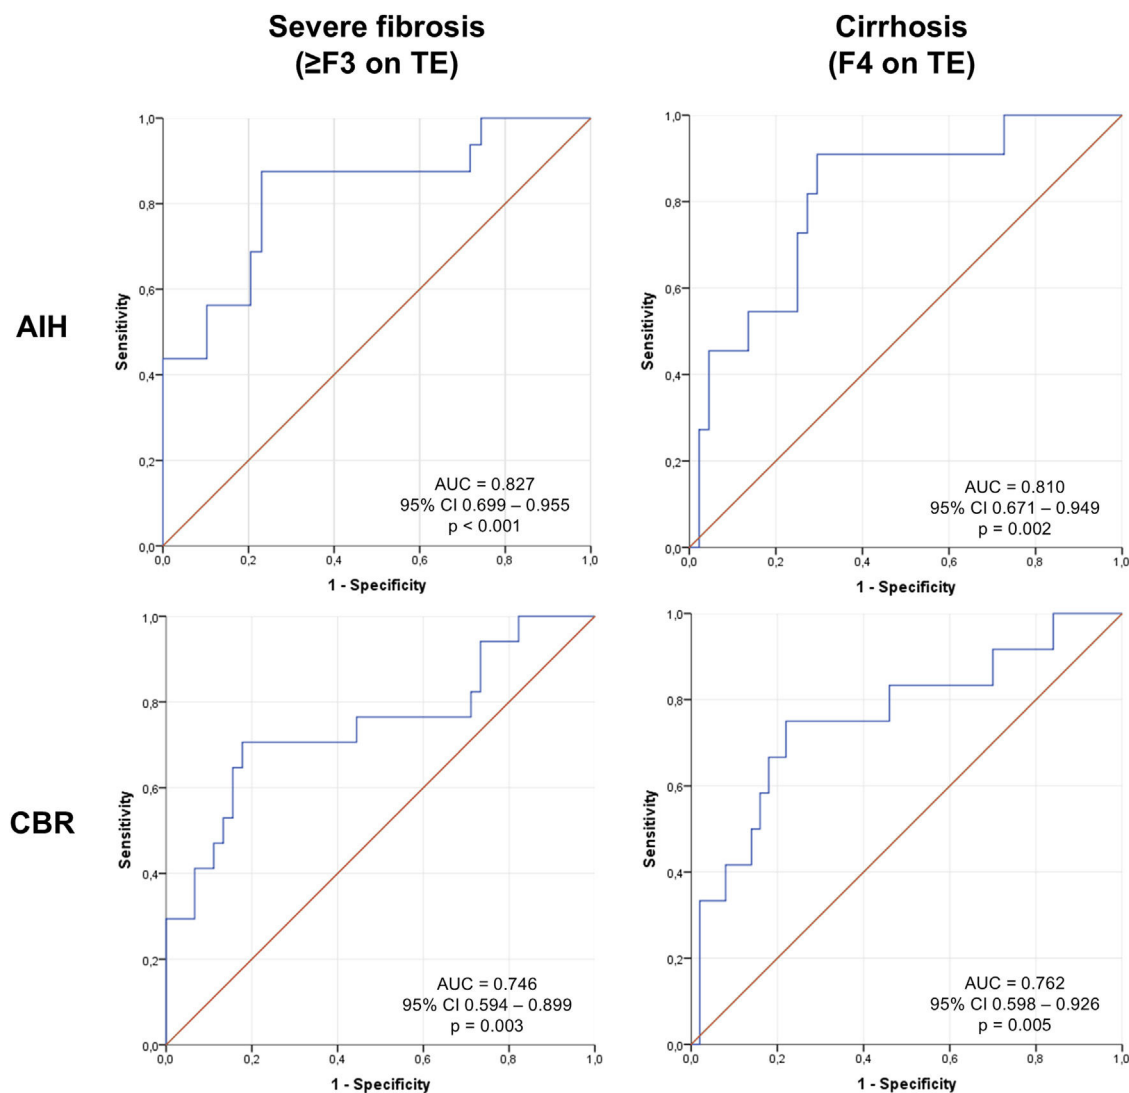 Severe fibrosis
(≥F3 on TE)
Cirrhosis
(F4 on TE)
AIH
1,0
0,8
0,6
0,4
0,2
0,0
Sensitivity
AUC = 0.827
95% CI 0.699 – 0.955
p < 0.001
0,0 0,2 0,4 0,6 0,8 1,0
1 - Specificity
1,0
0,8
0,6
0,4
0,2
0,0
Sensitivity
AUC = 0.810
95% CI 0.671 – 0.949
p = 0.002
0,0 0,2 0,4 0,6 0,8 1,0
1 - Specificity
CBR
1,0
0,8
0,6
0,4
0,2
0,0
Sensitivity
AUC = 0.746
95% CI 0.594 – 0.899
p = 0.003
0,0 0,2 0,4 0,6 0,8 1,0
1 - Specificity
1,0
0,8
0,6
0,4
0,2
0,0
Sensitivity
AUC = 0.762
95% CI 0.598 – 0.926
p = 0.005
0,0 0,2 0,4 0,6 0,8 1,0
1 - Specificity